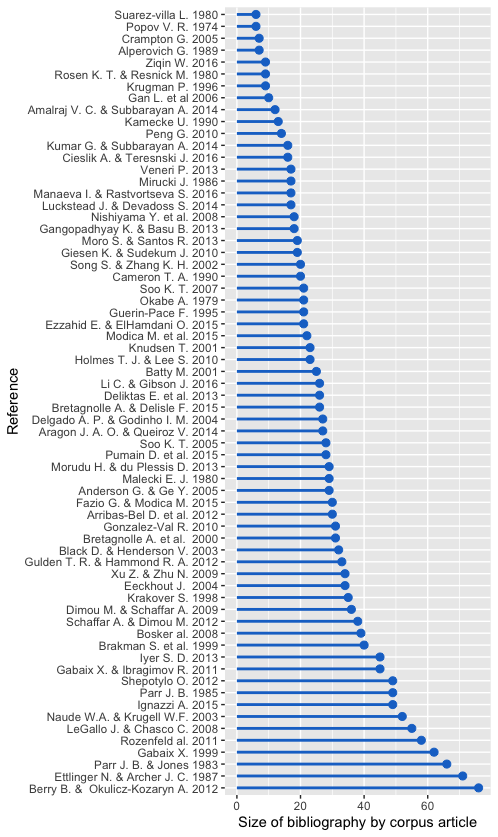 Suarez-villa L. 1980
Popov V. R. 1974
Crampton G. 2005
Alperovich G. 1989
Ziqin W. 2016
Rosen K. T. & Resnick M. 1980
Krugman P. 1996
Gan L. et al 2006
Amalraj V. C. & Subbarayan A. 2014
Kamecke U. 1990
Peng G. 2010
Kumar G. & Subbarayan A. 2014
Cieslik A. & Teresnski J. 2016
Veneri P. 2013
Mirucki J. 1986
Manaeva I. & Rastvortseva S. 2016
Luckstead J. & Devadoss S. 2014
Nishiyama Y. et al. 2008
Gangopadhyay K. & Basu B. 2013
Moro S. & Santos R. 2013
Giesen K. & Sudekum J. 2010
Song S. & Zhang K. H. 2002
Cameron T. A. 1990
Soo K. T. 2007
Okabe A. 1979
Guerin-Pace F. 1995
Ezzahid E. & ElHamdani O. 2015
Modica M. et al. 2015
Knudsen T. 2001
Holmes T. J. & Lee S. 2010
Batty M. 2001
Li C. & Gibson J. 2016
Deliktas E. et al. 2013
Bretagnolle A. & Delisle F. 2015
Delgado A. P. & Godinho I. M. 2004
Aragon J. A. O. & Queiroz V. 2014
Soo K. T. 2005
Pumain D. et al. 2015
Morudu H. & du Plessis D. 2013
Malecki E. J. 1980
Anderson G. & Ge Y. 2005
Fazio G. & Modica M. 2015
Arribas-Bel D. et al. 2012
Gonzalez-Val R. 2010
Bretagnolle A. et al. 2000
Black D. & Henderson V. 2003
Gulden T. R. & Hammond R. A. 2012
Xu Z. & Zhu N. 2009
Eeckhout J. 2004
Krakover S. 1998
Dimou M. & Schaffar A. 2009
Schaffar A. & Dimou M. 2012
Bosker al. 2008
Brakman S. et al. 1999
Iyer S. D. 2013
Gabaix X. & Ibragimov R. 2011
Shepotylo O. 2012
Parr J. B. 1985
Ignazzi A. 2015
Naude W.A. & Krugell W.F. 2003
LeGallo J. & Chasco C. 2008
Rozenfeld al. 2011
Gabaix X. 1999
Parr J. B. & Jones 1983
Ettlinger N. & Archer J. C. 1987
Berry B. & Okulicz-Kozaryn A. 2012
Reference
0 20 40 60
Size of bibliography by corpus article